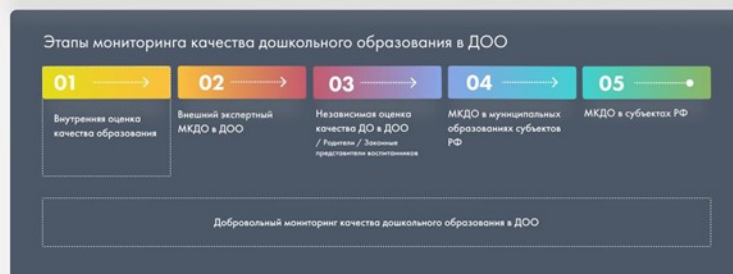 Этапы мониторинга качества дошкольного образования в ДОО
01
02
03
04
05
Внутренняя оценка
качества образования
Внешний экспертный
МКДО в ДОО
Независимая оценка
качества ДО в ДОО
/ Родители / Законные
представители воспитанников
МКДО в муниципальных
образованиях субъектов
РФ
МКДО в субъектах РФ
Добровольный мониторинг качества дошкольного образования в ДОО